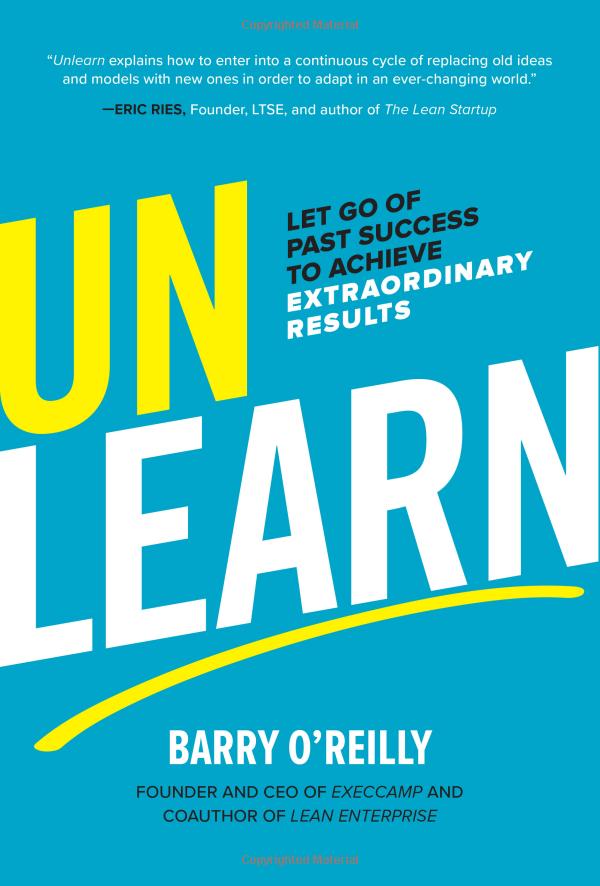 Copyrighted Material
“Unlearn explains how to enter into a continuous cycle of replacing old ideas
and models with new ones in order to adapt in an ever-changing world.”
—ERIC RIES, Founder, LTSE, and author of The Lean Startup
UN
LET GO OF
PAST SUCCESS
TO ACHIEVE
EXTRAORDINARY
RESULTS
LEARN
BARRY O’REILLY
FOUNDER AND CEO OF EXECCAMP AND
COAUTHOR OF LEAN ENTERPRISE
Copyrighted Material